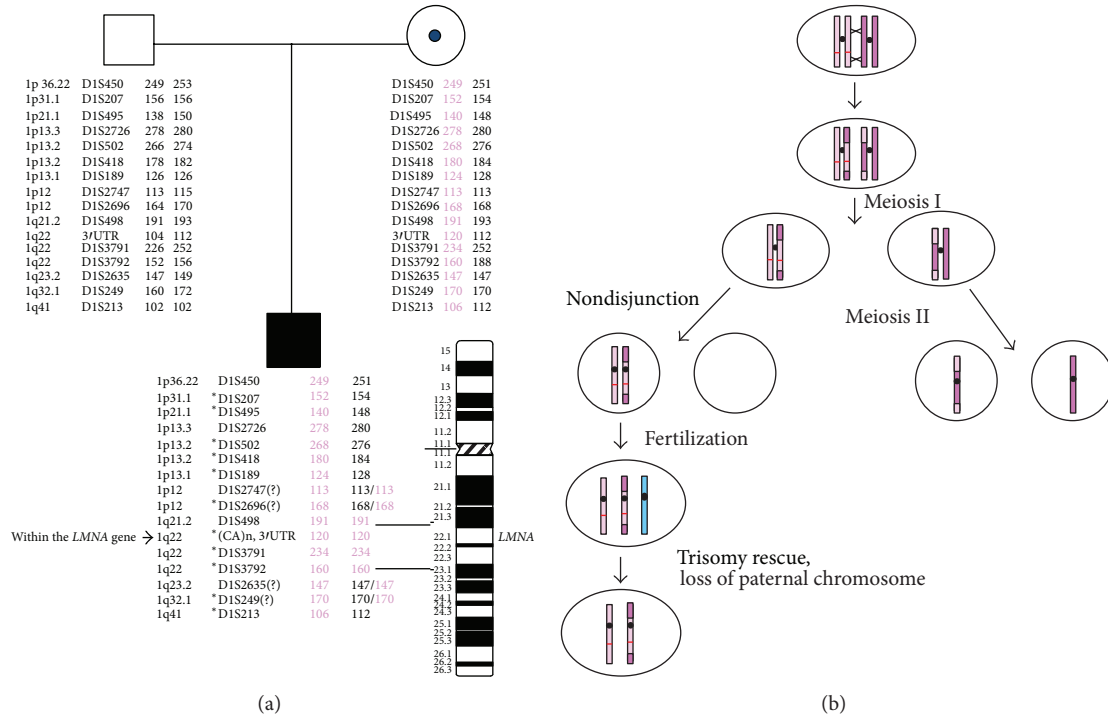 1p 36.22 D1S450 249 253
1p31.1 D1S207 156 156
1p21.1 D1S495 138 150
1p13.3 D1S2726 278 280
1p13.2 D1S502 266 274
1p13.2 D1S418 178 182
1p13.1 D1S189 126 126
1p12 D1S2747 113 115
1p12 D1S2696 164 170
1q21.2 D1S498 191 193
1q22 3′UTR 104 112
1q22 D1S3791 226 252
1q22 D1S3792 152 156
1q23.2 D1S2635 147 149
1q32.1 D1S249 160 172
1q41 D1S213 102 102
D1S450 249 251
D1S207 152 154
D1S495 140 148
D1S2726 278 280
D1S502 268 276
D1S418 180 184
D1S189 124 128
D1S2747 113 113
D1S2696 168 168
D1S498 191 193
3′UTR 120 112
D1S3791 234 252
D1S3792 160 188
D1S2635 147 147
D1S249 170 170
D1S213 106 112
1p36.22 D1S450 249 251
1p31.1 *D1S207 152 154
1p21.1 *D1S495 140 148
1p13.3 D1S2726 278 280
1p13.2 *D1S502 268 276
1p13.2 *D1S418 180 184
1p13.1 *D1S189 124 128
1p12 D1S2747(?) 113 113/113
1p12 *D1S2696(?) 168 168/168
1q21.2 D1S498 191 191
Within the LMNA gene 1q22 *(CA)n, 3′UTR 120 120
1q22 *D1S3791 234 234
1q22 *D1S3792 160 160
1q23.2 D1S2635(?) 147 147/147
1q32.1 *D1S249(?) 170 170/170
1q41 *D1S213 106 112
15
14
13
12.3
12.2
12.1
11.2
11.1
11.1
11.2
21.1
21.2
21.3
22.1
22.2
22.3
23.1
23.2
23.3
24.1
24.2
24.3
25.1
25.2
25.3
26.1
26.2
26.3
LMNA
(a)
Meiosis I
Nondisjunction
Meiosis II
Fertilization
Trisomy rescue,
loss of paternal chromosome
(b)